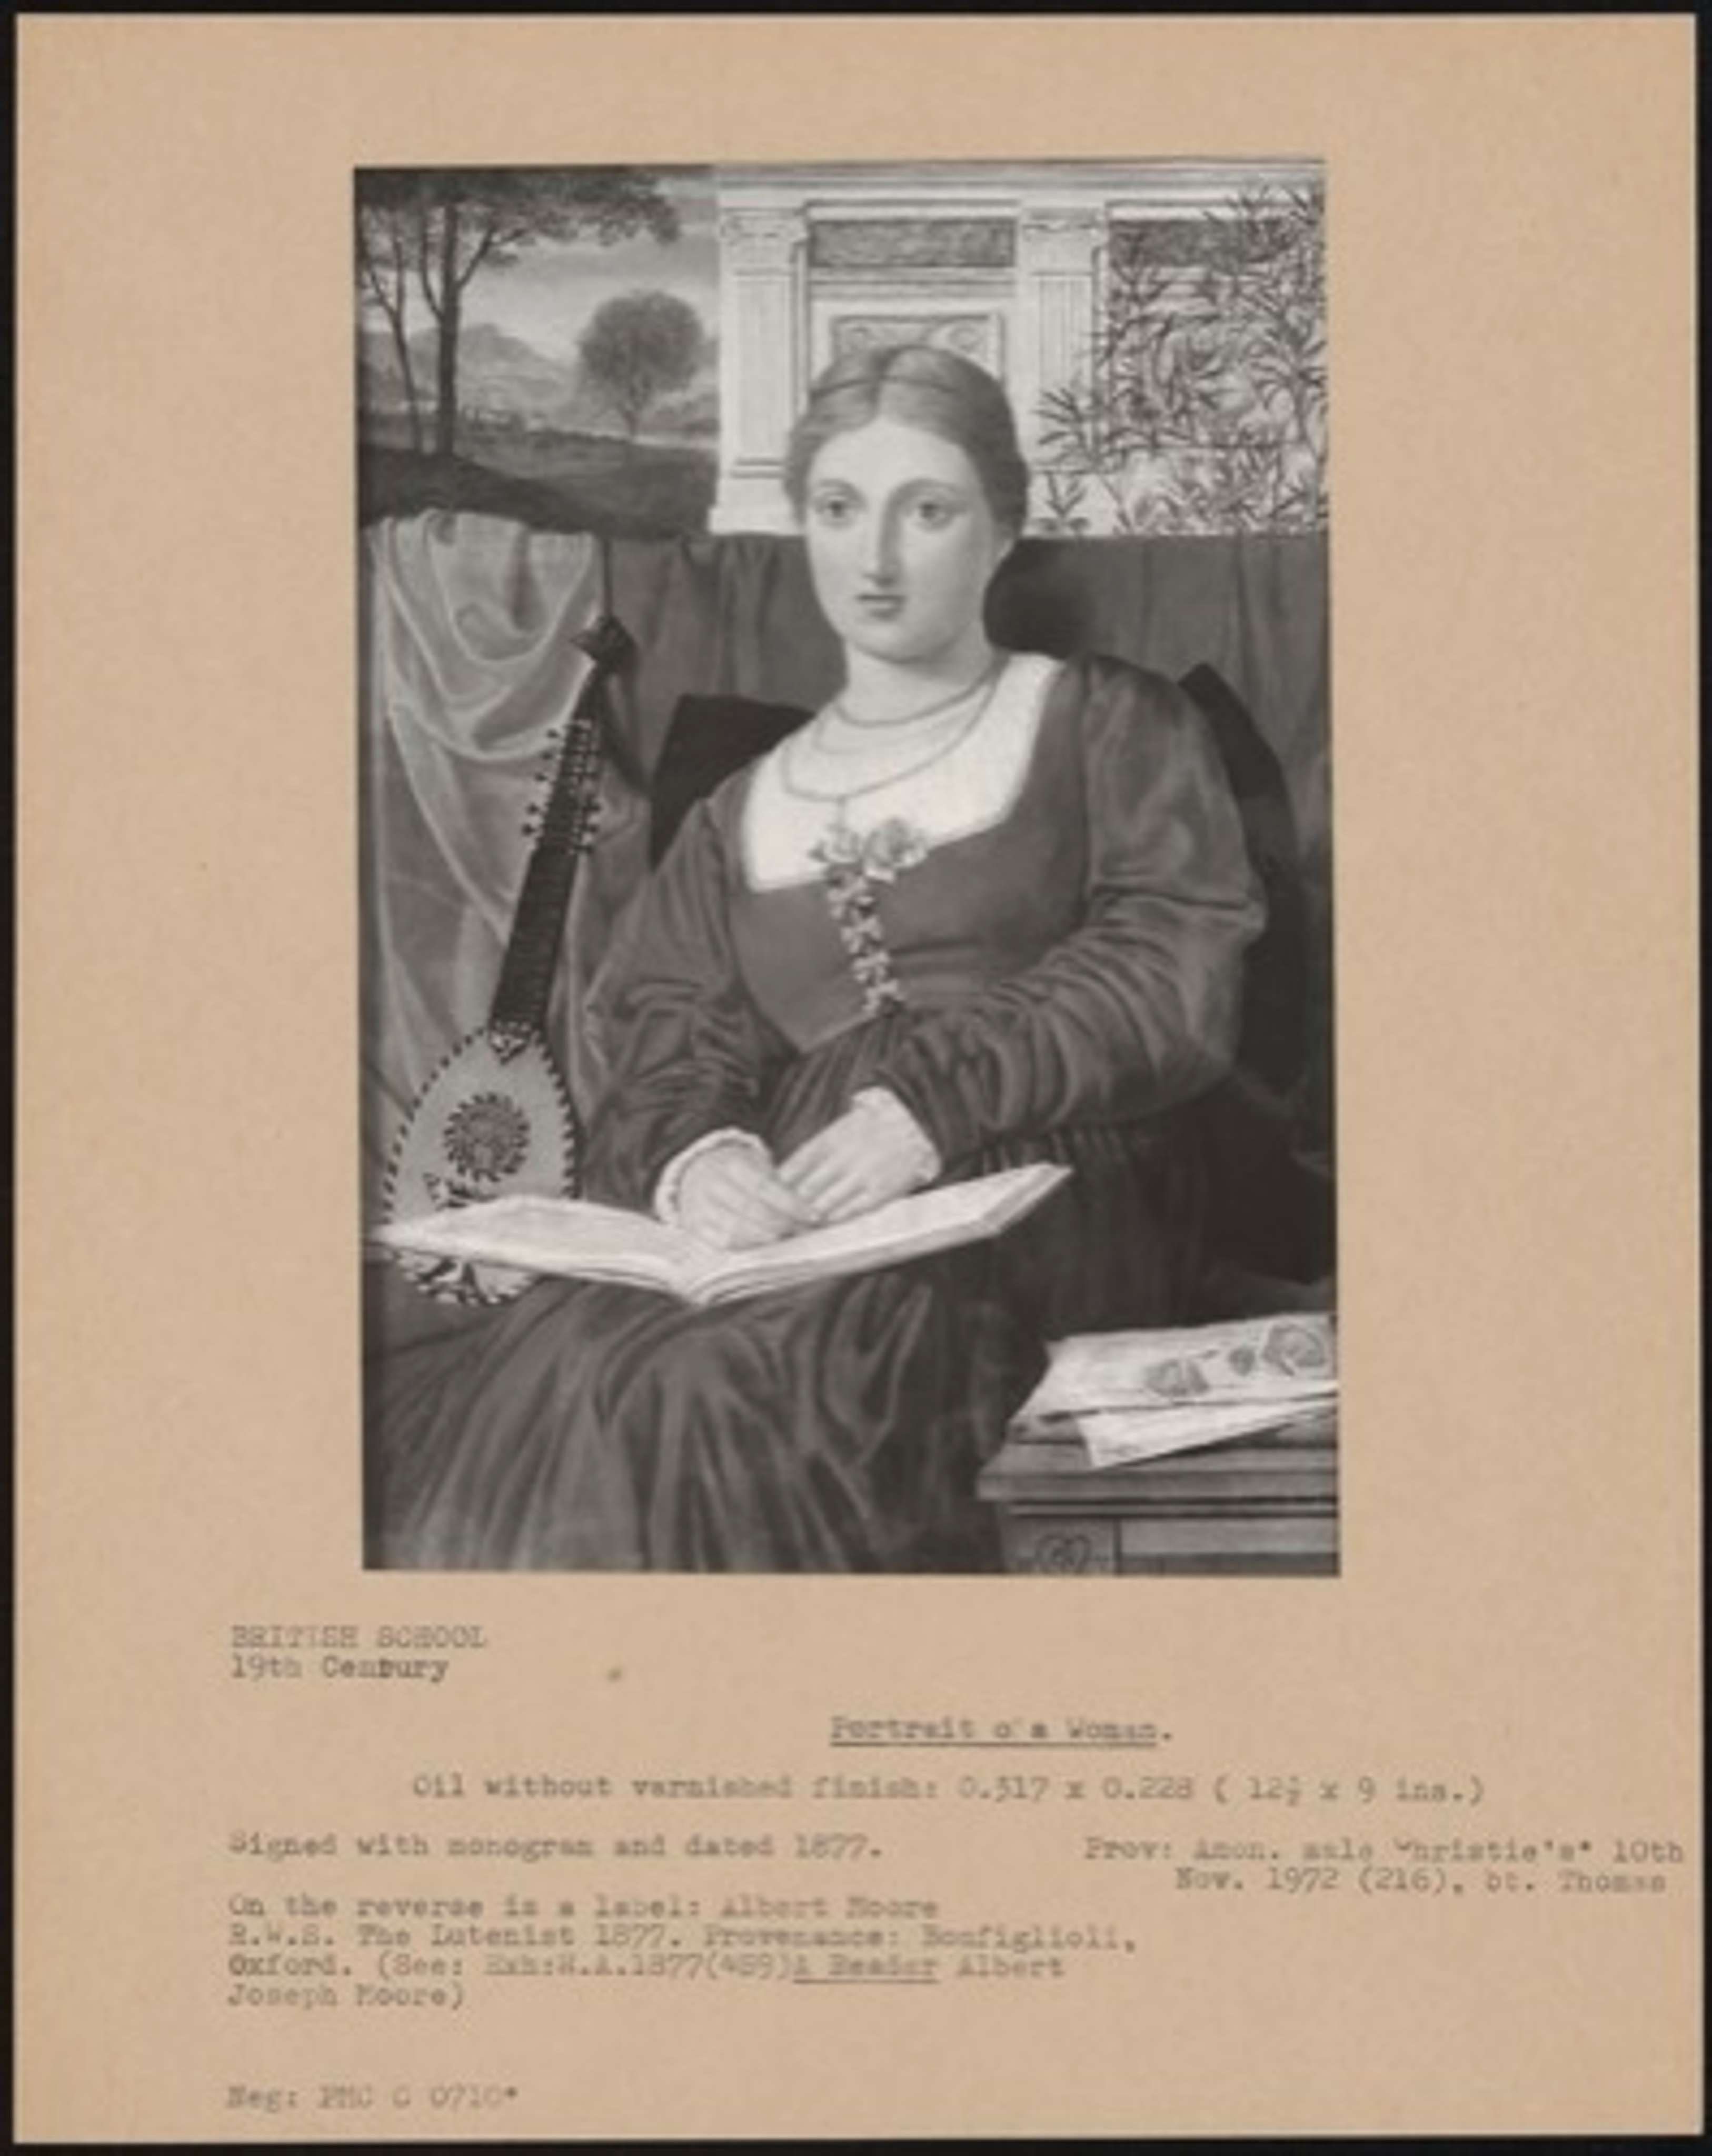 BRITISH SCHOOL
19th Century
Portrait o' a Woman.
Oil without varnished finish: 0.317 x 0.228 ( 12½ x 9 ins.)
Signed with monogram and dated 1877.
Prov: Anon. sale "hristie's* 10th
Nov. 1972 (216), bt. Thomas
On the reverse is a label: Albert Moore
R.W.S. The Lutenist 1877. Provenance: Bonfiglioli,
Oxford. (See: Exh:R.A.1877(489)A Reader Albert
Joseph Moore)
Neg: PMC C 0710*